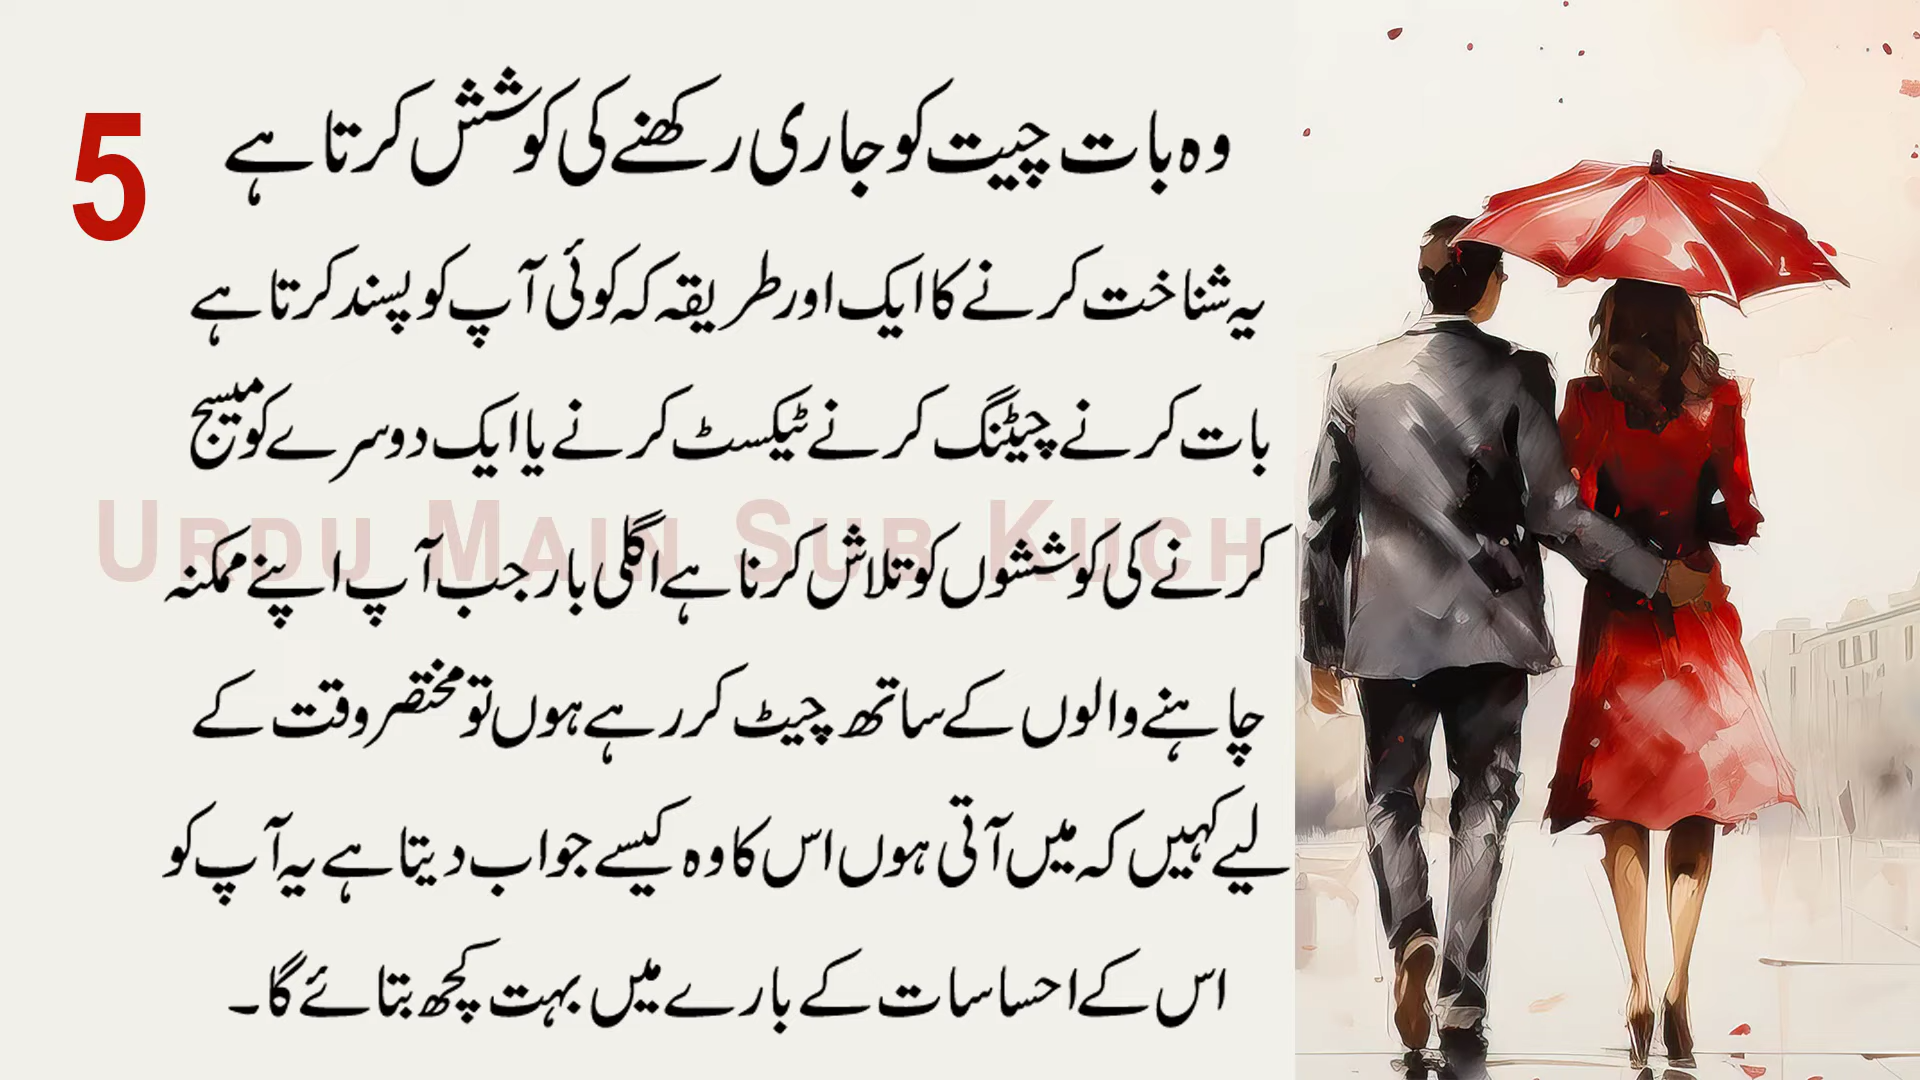 5
وہ بات چیت کو جاری رکھنے کی کوشش کرتا ہے
یہ شناخت کرنے کا ایک اور طریقہ کہ کوئی آپ کو پسند کرتا ہے
بات کرنے چیٹنگ کرنے ٹیکسٹ کرنے یا ایک دوسرے کو میسج
کرنے کی کوششوں کو تلاش کرنا ہے اگلی بار جب آپ اپنے ممکنہ
چاہنے والوں کے ساتھ چیٹ کر رہے ہوں تو مختصر وقت کے
لیے کہیں کہ میں آتی ہوں اس کا وہ کیسے جواب دیتا ہے یہ آپ کو
اس کے احساسات کے بارے میں بہت کچھ بتائے گا۔
URDU MAIN SUB KUCH